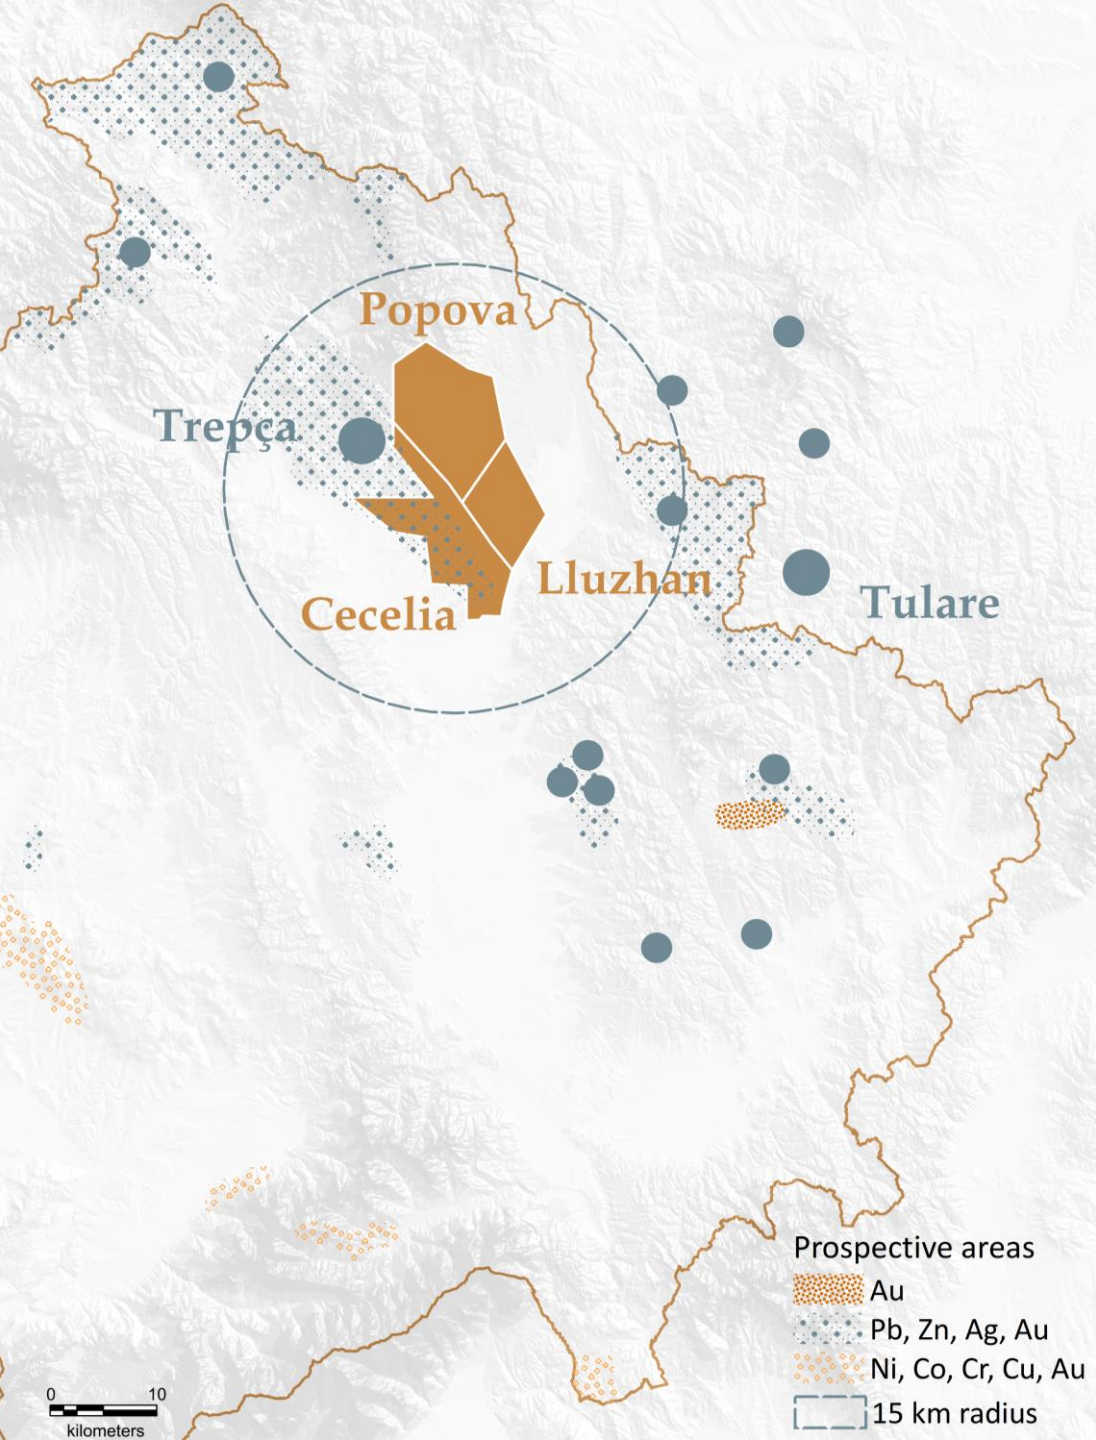 Popova
Trepça
Lluzhan
Cecelia
Tulare
Prospective areas
Au
Pb, Zn, Ag, Au
Ni, Co, Cr, Cu, Au
15 km radius
0 10
kilometers